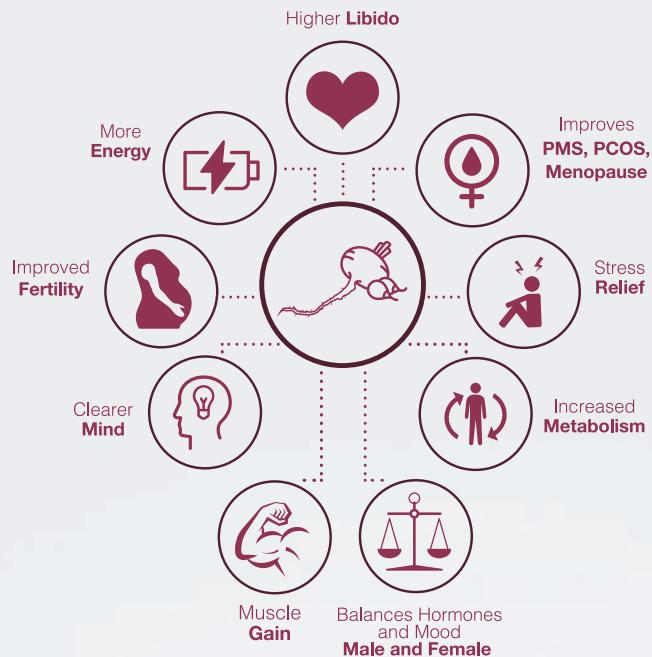 Higher Libido
More
Energy
Improves
PMS, PCOS,
Menopause
Improved
Fertility
Stress
Relief
Clearer
Mind
Increased
Metabolism
Muscle
Gain
Balances Hormones
and Mood
Male and Female